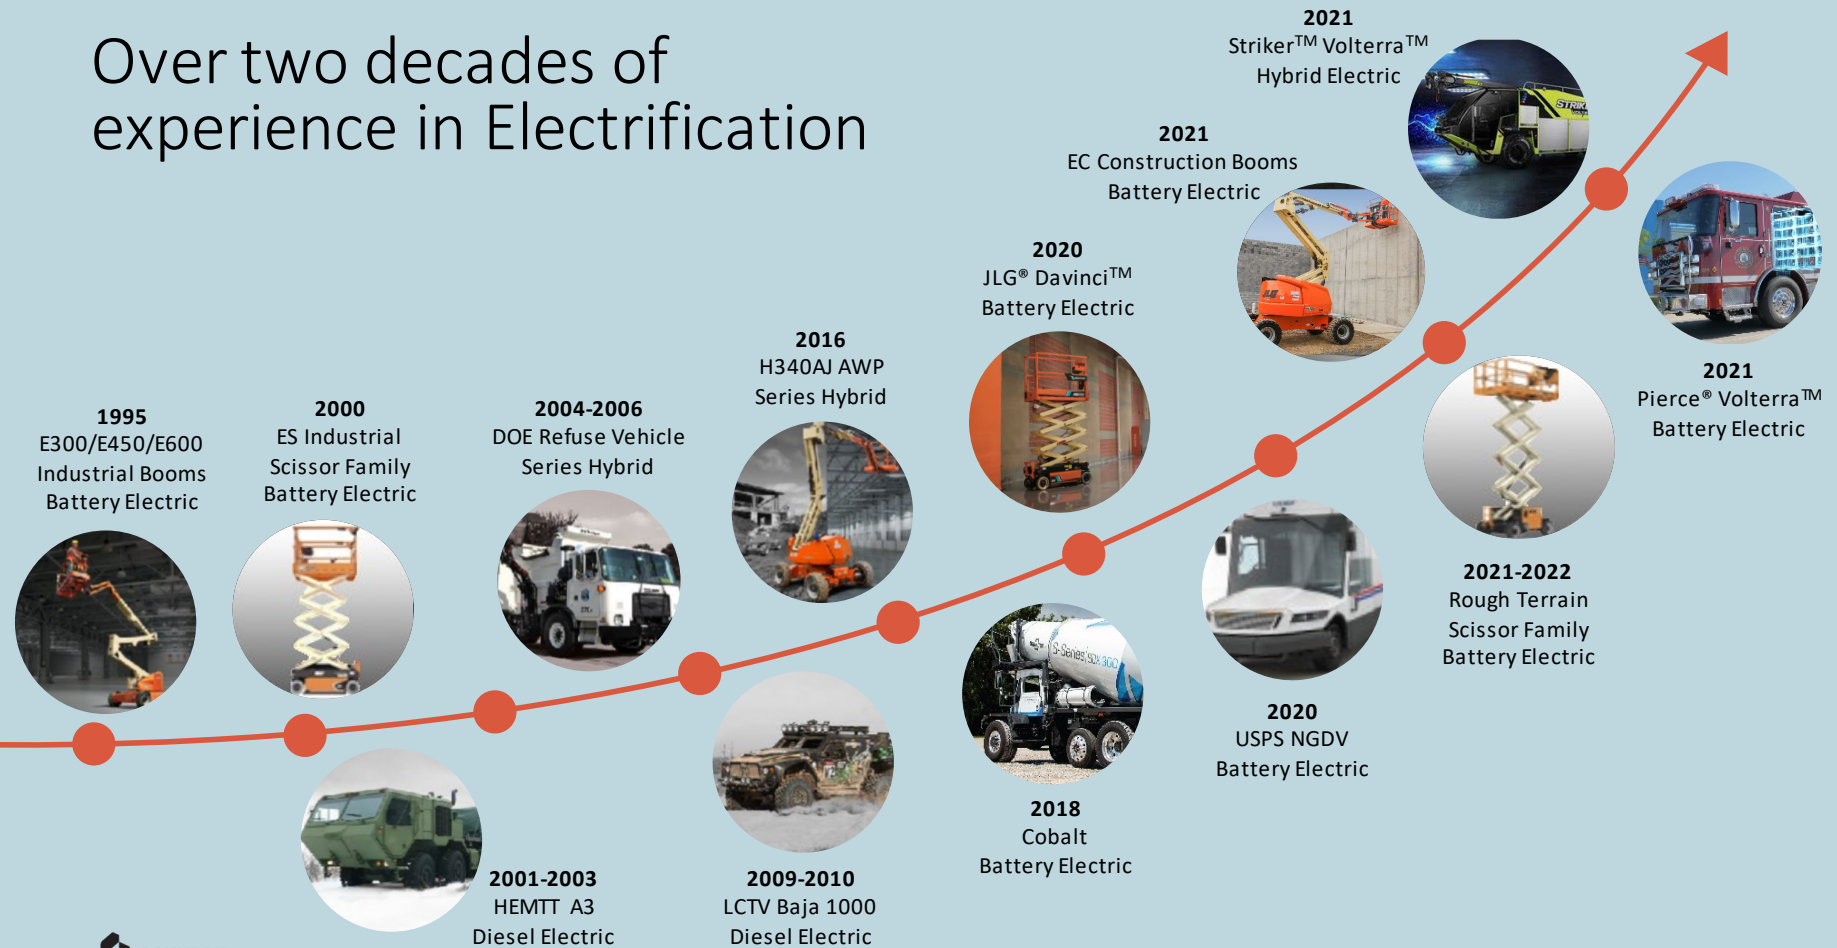 Over two decades of
experience in Electrification
1995
E300/E450/E600
Industrial Booms
Battery Electric
2000
ES Industrial
Scissor Family
Battery Electric
2001-2003
HEMTT A3
Diesel Electric
2004-2006
DOE Refuse Vehicle
Series Hybrid
2009-2010
LCTV Baja 1000
Diesel Electric
2016
H340AJ AWP
Series Hybrid
2018
Cobalt
Battery Electric
S-Series
2020
JLG® Davinci™
Battery Electric
2020
USPS NGDV
Battery Electric
2021
EC Construction Booms
Battery Electric
JLG
2021-2022
Rough Terrain
Scissor Family
Battery Electric
2021
Striker™ Volterra™
Hybrid Electric
2021
Pierce® Volterra™
Battery Electric